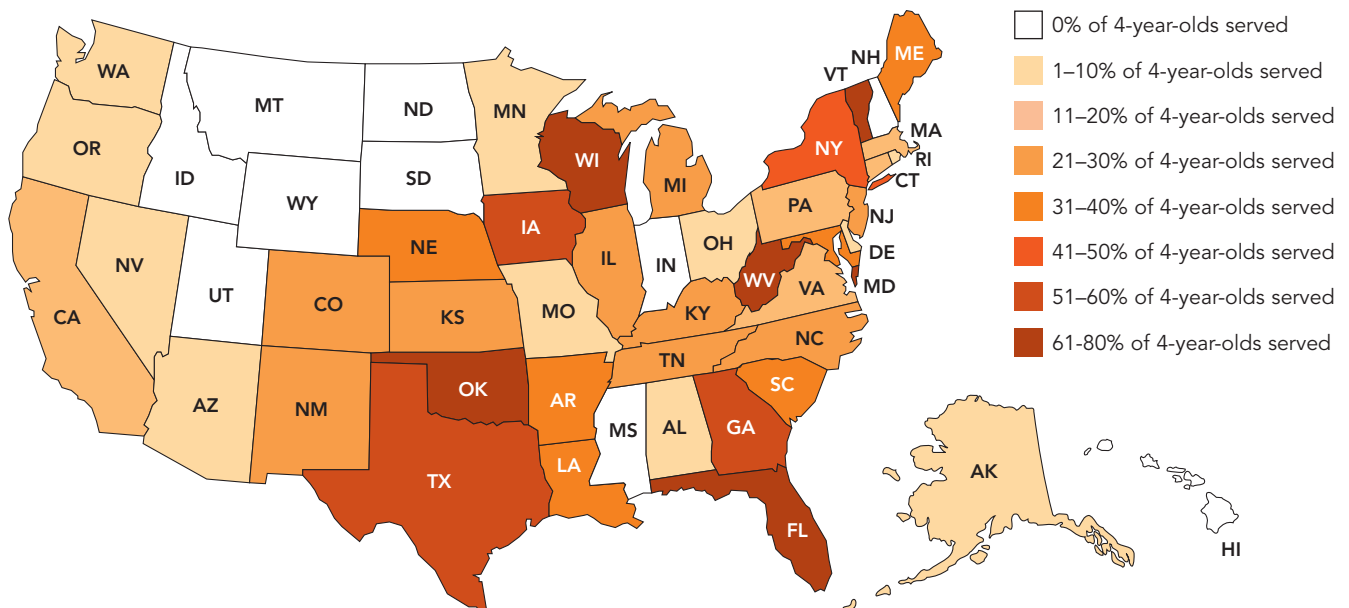 0% of 4-year-olds served
1–10% of 4-year-olds served
11–20% of 4-year-olds served
21–30% of 4-year-olds served
31–40% of 4-year-olds served
41–50% of 4-year-olds served
51–60% of 4-year-olds served
61-80% of 4-year-olds served
WA
MT
ND
MN
VT
NH
ME
OR
ID
SD
WI
MI
NY
MA
RI
CT
WY
NE
IA
PA
NJ
NV
UT
CO
KS
MO
IL
IN
OH
WV
VA
DE
MD
CA
KY
NC
TN
AZ
NM
OK
AR
SC
MS
AL
GA
TX
LA
FL
AK
HI